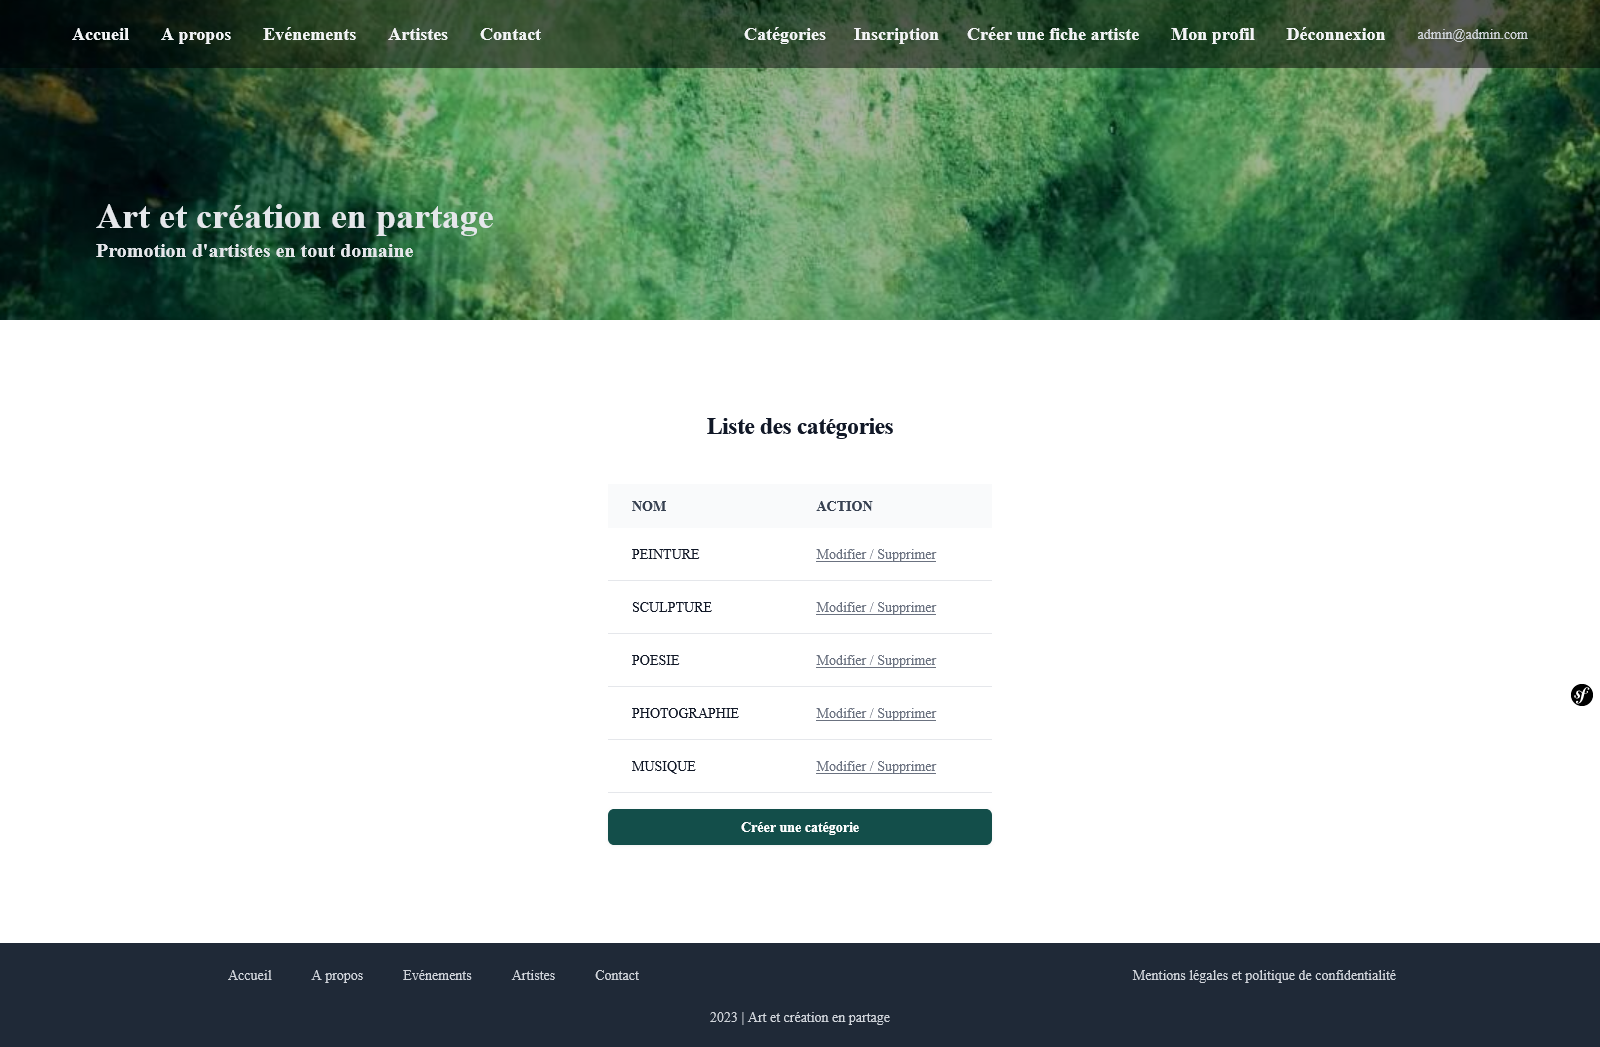 Accueil A propos Evénements Artistes Contact Catégories Inscription Créer une fiche artiste Mon profil Déconnexion admin@admin.com
Art et création en partage
Promotion d'artistes en tout domaine
Liste des catégories
NOM ACTION
PEINTURE Modifier / Supprimer
SCULPTURE Modifier / Supprimer
POESIE Modifier / Supprimer
PHOTOGRAPHIE Modifier / Supprimer
MUSIQUE Modifier / Supprimer
sf
Créer une catégorie
Accueil A propos Evénements Artistes Contact Mentions légales et politique de confidentialité
2023 | Art et création en partage